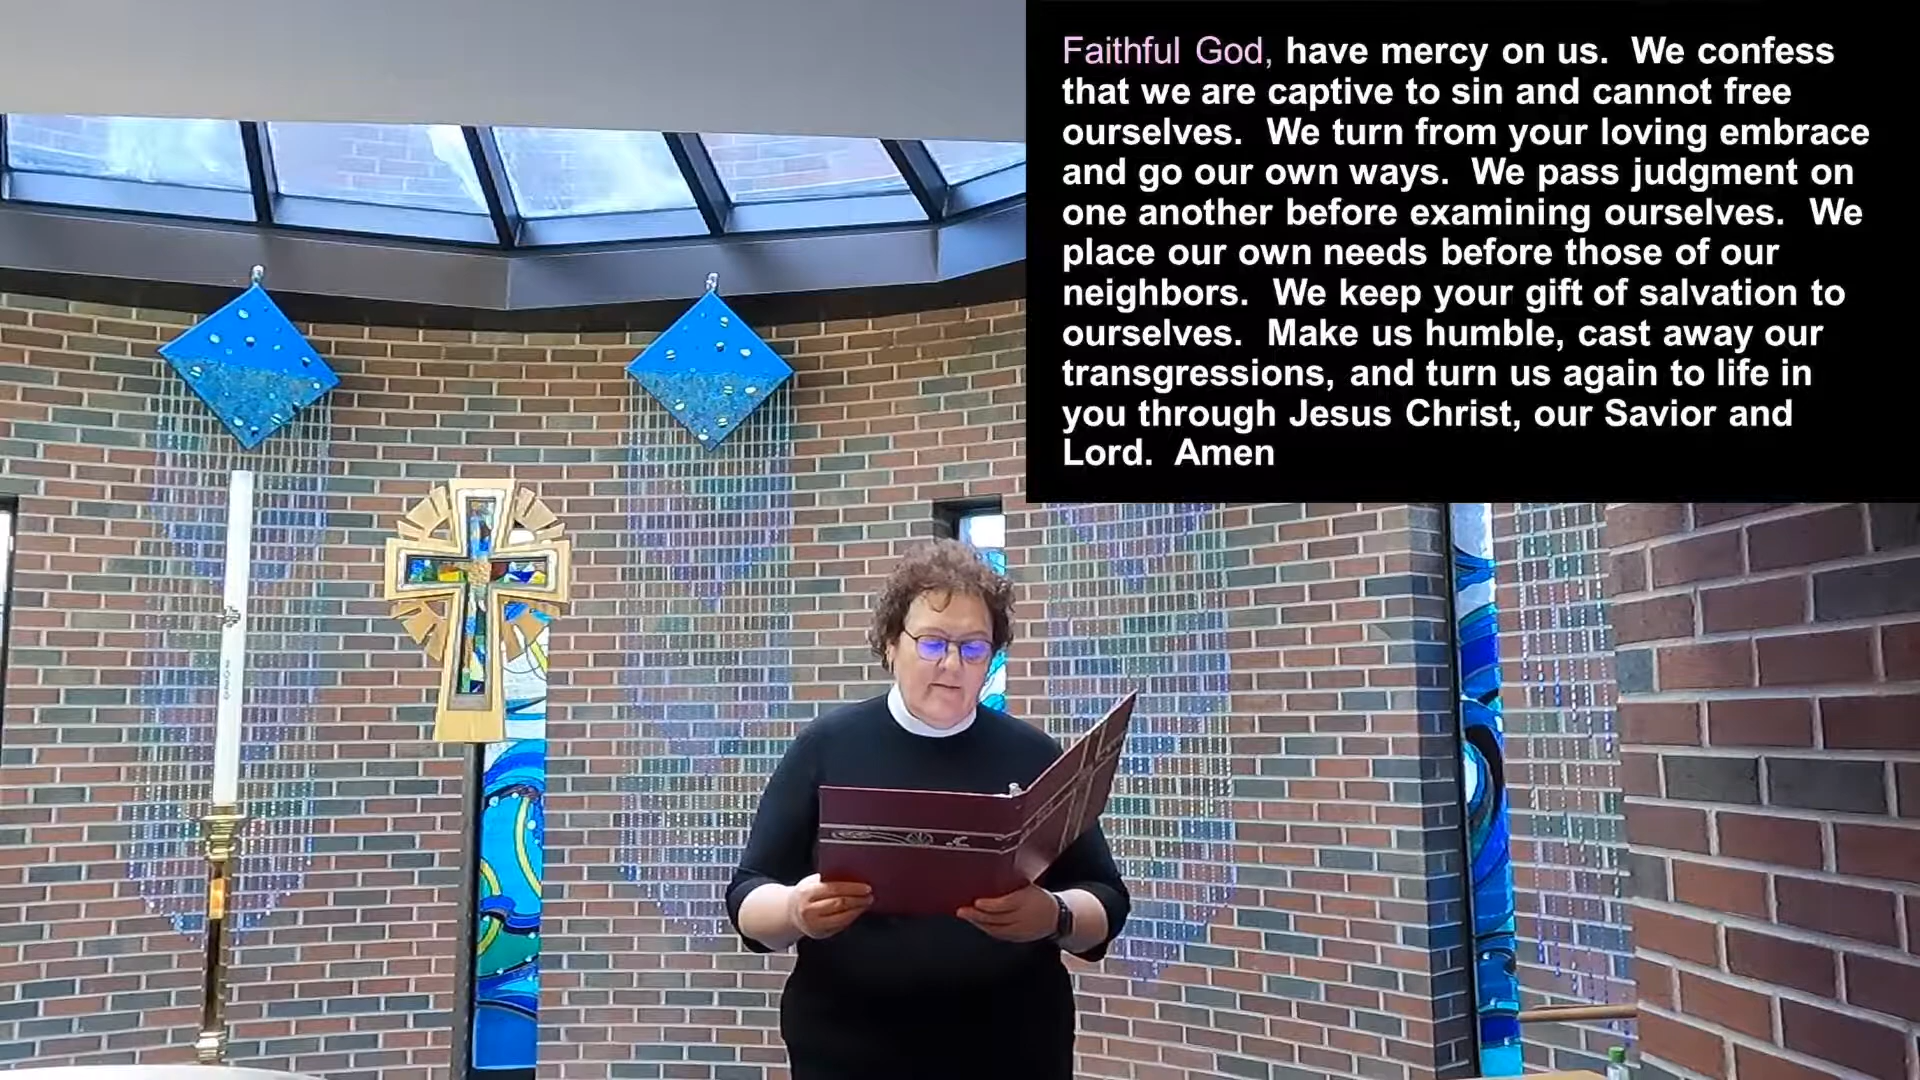 Faithful God, have mercy on us.  We confess
that we are captive to sin and cannot free
ourselves.  We turn from your loving embrace
and go our own ways.  We pass judgment on
one another before examining ourselves.  We
place our own needs before those of our
neighbors.  We keep your gift of salvation to
ourselves.  Make us humble, cast away our
transgressions, and turn us again to life in
you through Jesus Christ, our Savior and
Lord.  Amen